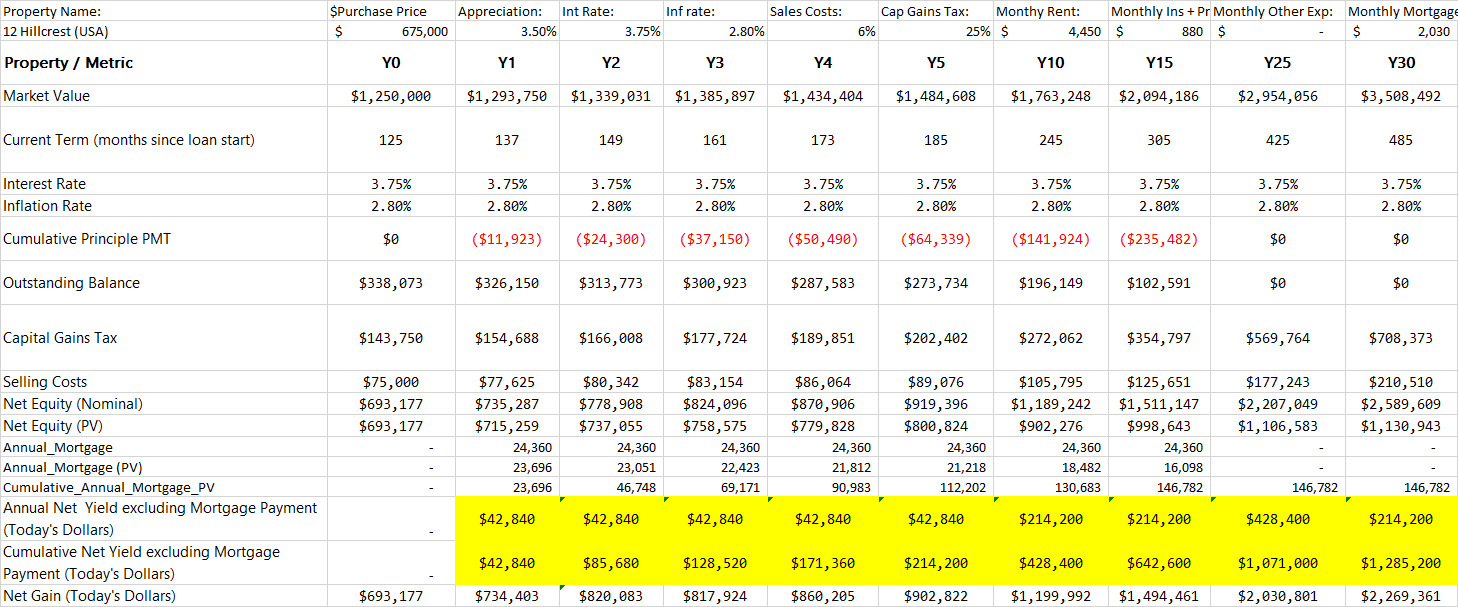 Property Name: $Purchase Price Appreciation: Int Rate: Inf rate: Sales Costs: Cap Gains Tax: Monthy Rent: Monthly Ins + Pr Monthly Other Exp: Monthly Mortgage
12 Hillcrest (USA) $ 675,000 3.50% 3.75% 2.80% 6% 25% $ 4,450 $ 880 $ - $ 2,030
Property / Metric Y0 Y1 Y2 Y3 Y4 Y5 Y10 Y15 Y25 Y30
Market Value $1,250,000 $1,293,750 $1,339,031 $1,385,897 $1,434,404 $1,484,608 $1,763,248 $2,094,186 $2,954,056 $3,508,492
Current Term (months since loan start) 125 137 149 161 173 185 245 305 425 485
Interest Rate 3.75% 3.75% 3.75% 3.75% 3.75% 3.75% 3.75% 3.75% 3.75% 3.75%
Inflation Rate 2.80% 2.80% 2.80% 2.80% 2.80% 2.80% 2.80% 2.80% 2.80% 2.80%
Cumulative Principle PMT $0 ($11,923) ($24,300) ($37,150) ($50,490) ($64,339) ($141,924) ($235,482) $0 $0
Outstanding Balance $338,073 $326,150 $313,773 $300,923 $287,583 $273,734 $196,149 $102,591 $0 $0
Capital Gains Tax $143,750 $154,688 $166,008 $177,724 $189,851 $202,402 $272,062 $354,797 $569,764 $708,373
Selling Costs $75,000 $77,625 $80,342 $83,154 $86,064 $89,076 $105,795 $125,651 $177,243 $210,510
Net Equity (Nominal) $693,177 $735,287 $778,908 $824,096 $870,906 $919,396 $1,189,242 $1,511,147 $2,207,049 $2,589,609
Net Equity (PV) $693,177 $715,259 $737,055 $758,575 $779,828 $800,824 $902,276 $998,643 $1,106,583 $1,130,943
Annual_Mortgage - 24,360 24,360 24,360 24,360 24,360 24,360 24,360 - -
Annual_Mortgage (PV) - 23,696 23,051 22,423 21,812 21,218 18,482 16,098 - -
Cumulative_Annual_Mortgage_PV - 23,696 46,748 69,171 90,983 112,202 130,683 146,782 146,782 146,782
Annual Net Yield excluding Mortgage Payment
(Today's Dollars) - $42,840 $42,840 $42,840 $42,840 $42,840 $214,200 $214,200 $428,400 $214,200
Cumulative Net Yield excluding Mortgage
Payment (Today's Dollars) - $42,840 $85,680 $128,520 $171,360 $214,200 $428,400 $642,600 $1,071,000 $1,285,200
Net Gain (Today's Dollars) $693,177 $734,403 $820,083 $817,924 $860,205 $902,822 $1,199,992 $1,494,461 $2,030,801 $2,269,361